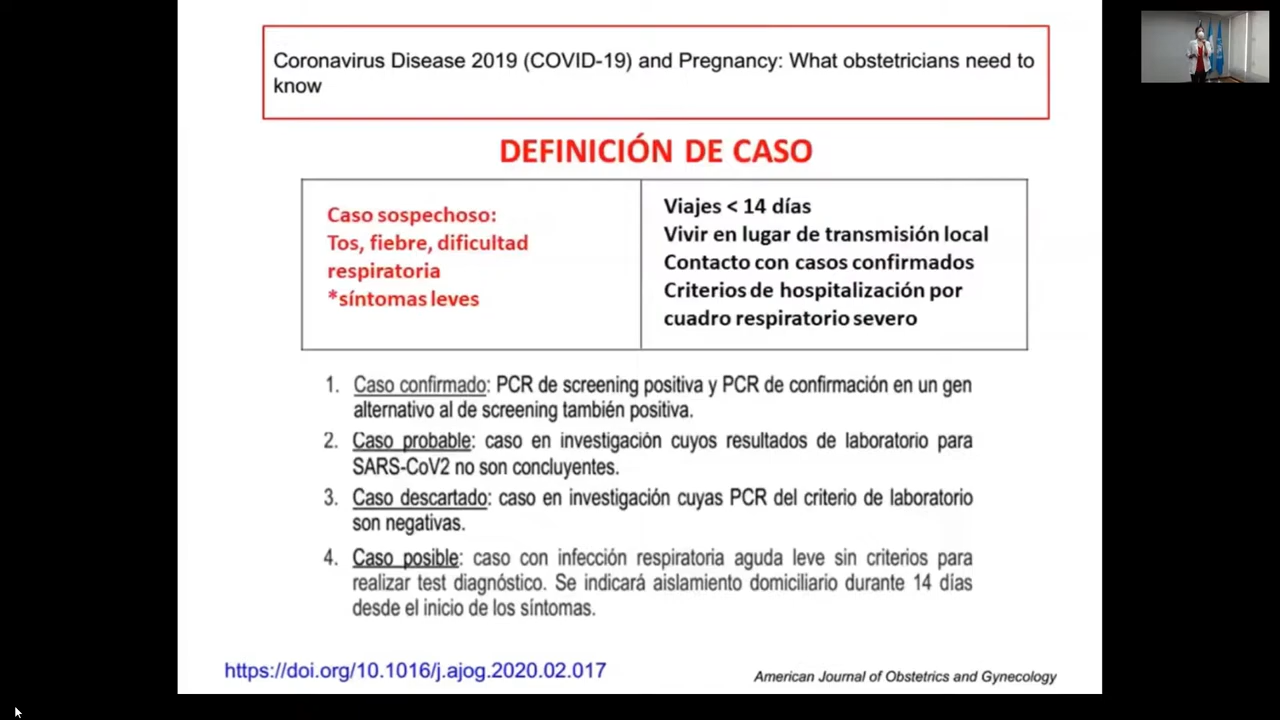 Coronavirus Disease 2019 (COVID-19) and Pregnancy: What obstetricians need to
know
DEFINICIÓN DE CASO
Caso sospechoso:
Tos, fiebre, dificultad
respiratoria
*síntomas leves
Viajes < 14 días
Vivir en lugar de transmisión local
Contacto con casos confirmados
Criterios de hospitalización por
cuadro respiratorio severo
1. Caso confirmado: PCR de screening positiva y PCR de confirmación en un gen
alternativo al de screening también positiva.
2. Caso probable: caso en investigación cuyos resultados de laboratorio para
SARS-CoV2 no son concluyentes.
3. Caso descartado: caso en investigación cuyas PCR del criterio de laboratorio
son negativas.
4. Caso posible: caso con infección respiratoria aguda leve sin criterios para
realizar test diagnóstico. Se indicará aislamiento domiciliario durante 14 días
desde el inicio de los síntomas.
https://doi.org/10.1016/j.ajog.2020.02.017
American Journal of Obstetrics and Gynecology